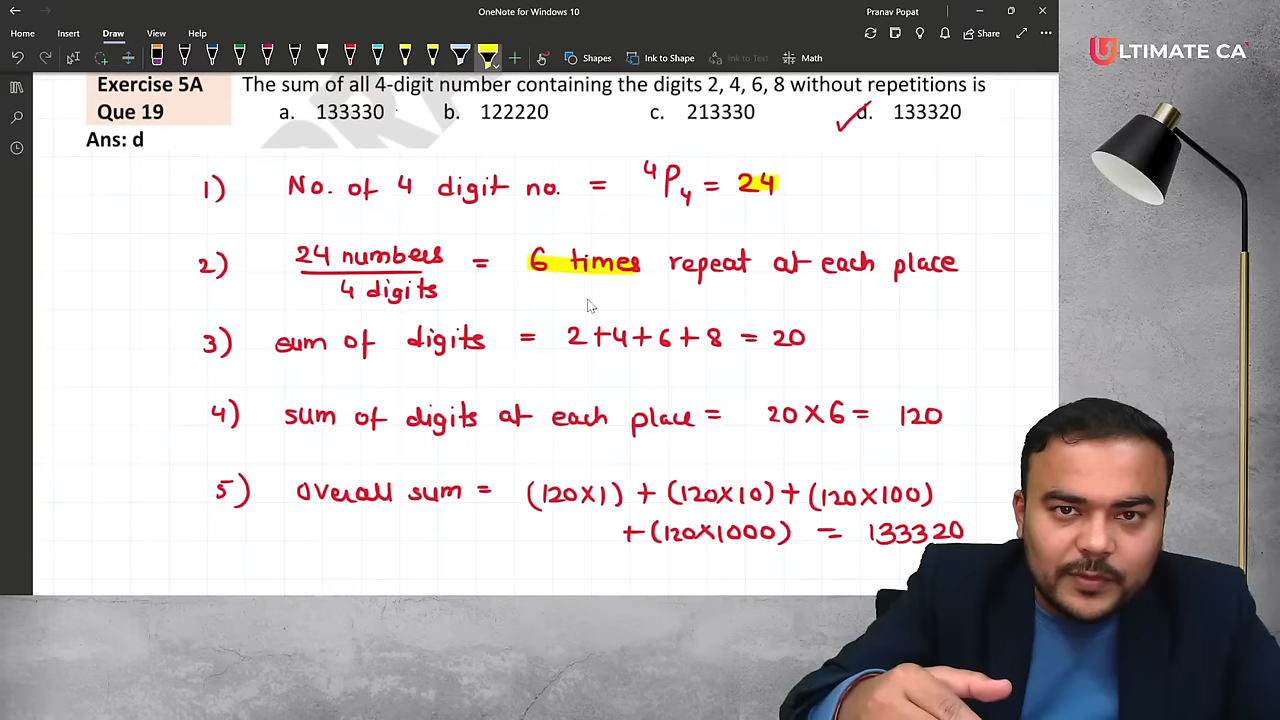 OneNote for Windows 10
Pranav Popat
Home Insert Draw View Help
Share
Shapes Ink to Shape Ink to Text Math
ULTIMATE CA
Exercise 5A The sum of all 4-digit number containing the digits 2, 4, 6, 8 without repetitions is
Que 19 a. 133330 b. 122220 c. 213330 d. 133320
Ans: d
1) No. of 4 digit no. = ⁴P₄ = 24
2) 24 numbers / 4 digits = 6 times repeat at each place
3) sum of digits = 2+4+6+8 = 20
4) sum of digits at each place = 20×6 = 120
5) overall sum = (120×1) + (120×10) + (120×100)
+(120×1000) = 133320